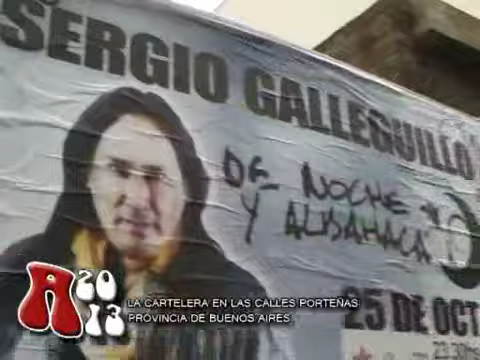 SERGIO GALLEGUILLO
DE NOCHE
Y ALBAHACA
25 DE OCT
A 20
13
LA CARTELERA EN LAS CALLES PORTEÑAS
PROVINCIA DE BUENOS AIRES